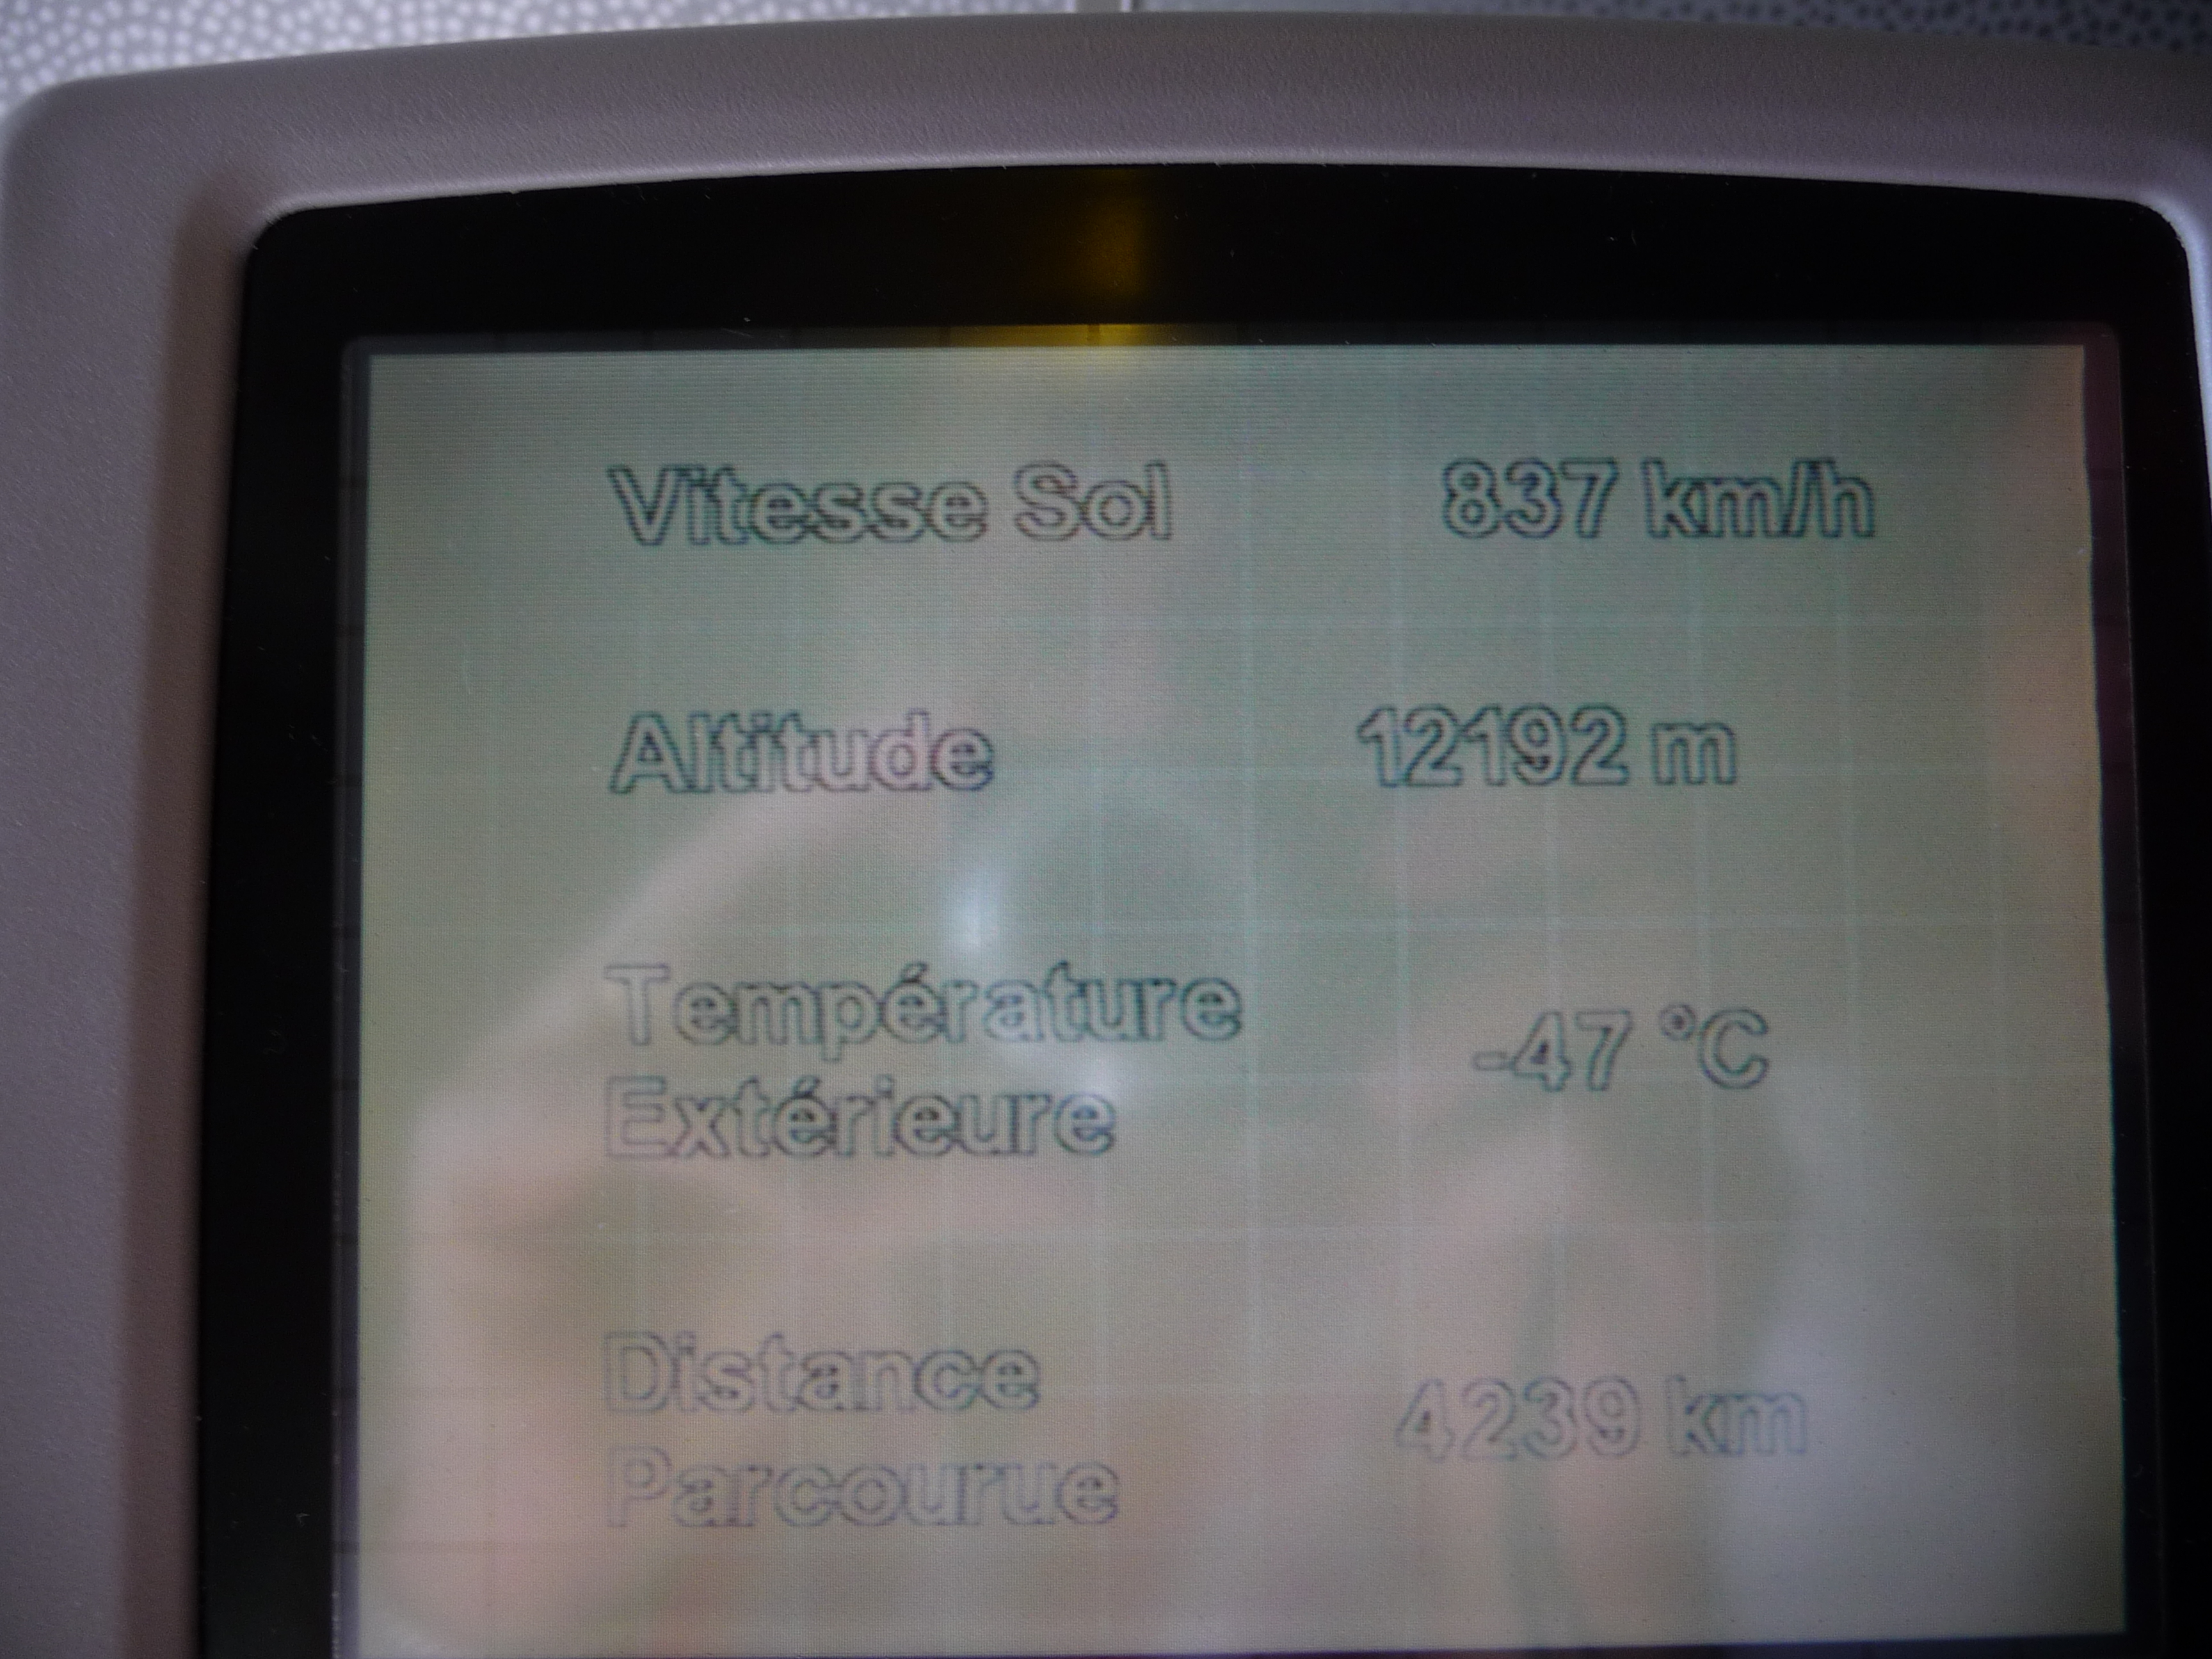 Vitesse Sol 837 km/h
Altitude 12192 m
Température
Extérieure -47 °C
Distance
Parcourue 4239 km